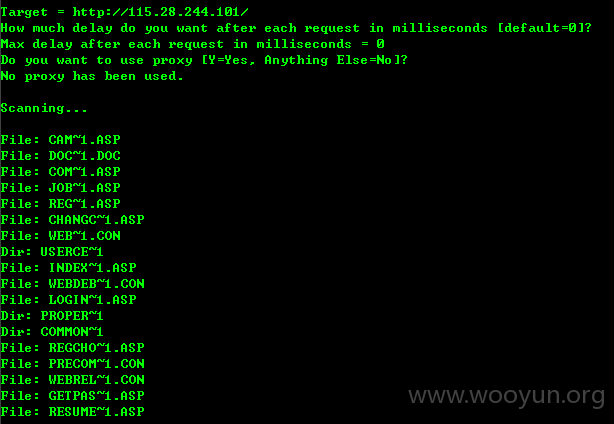 Target = http://115.28.244.101/
How much delay do you want after each request in milliseconds [default=0]?
Max delay after each request in milliseconds = 0
Do you want to use proxy [Y=Yes, Anything Else=No]?
No proxy has been used.
Scanning...
File: CAM~1.ASP
File: DOC~1.DOC
File: COM~1.ASP
File: JOB~1.ASP
File: REG~1.ASP
File: CHANGC~1.ASP
File: WEB~1.CON
Dir: USERCE~1
File: INDEX~1.ASP
File: WEBDEB~1.CON
File: LOGIN~1.ASP
Dir: PROPER~1
Dir: COMMON~1
File: REGCHO~1.ASP
File: PRECOM~1.CON
File: WEBREL~1.CON
File: GETPAS~1.ASP
File: RESUME~1.ASP
www.wooyun.org